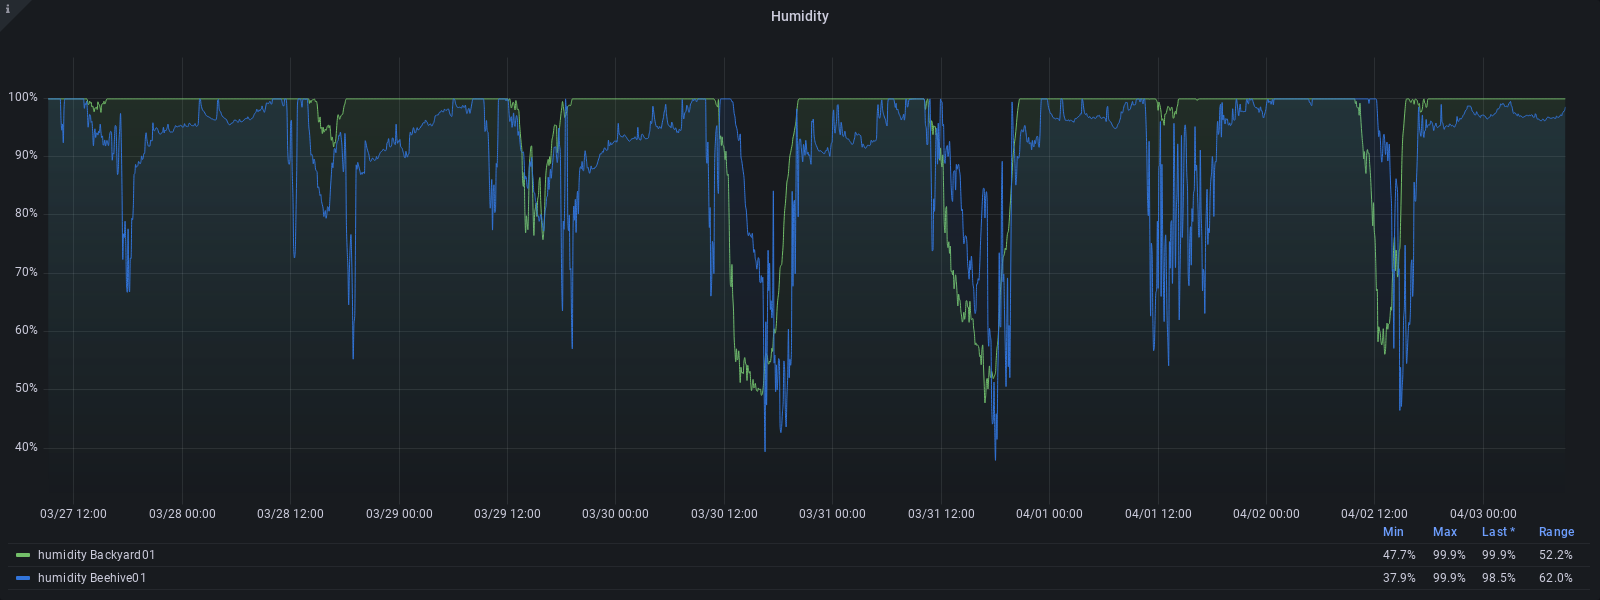 i
Humidity
100%
90%
80%
70%
60%
50%
40%
03/27 12:00 03/28 00:00 03/28 12:00 03/29 00:00 03/29 12:00 03/30 00:00 03/30 12:00 03/31 00:00 03/31 12:00 04/01 00:00 04/01 12:00 04/02 00:00 04/02 12:00 04/03 00:00
Min Max Last * Range
humidity Backyard01 47.7% 99.9% 99.9% 52.2%
humidity Beehive01 37.9% 99.9% 98.5% 62.0%